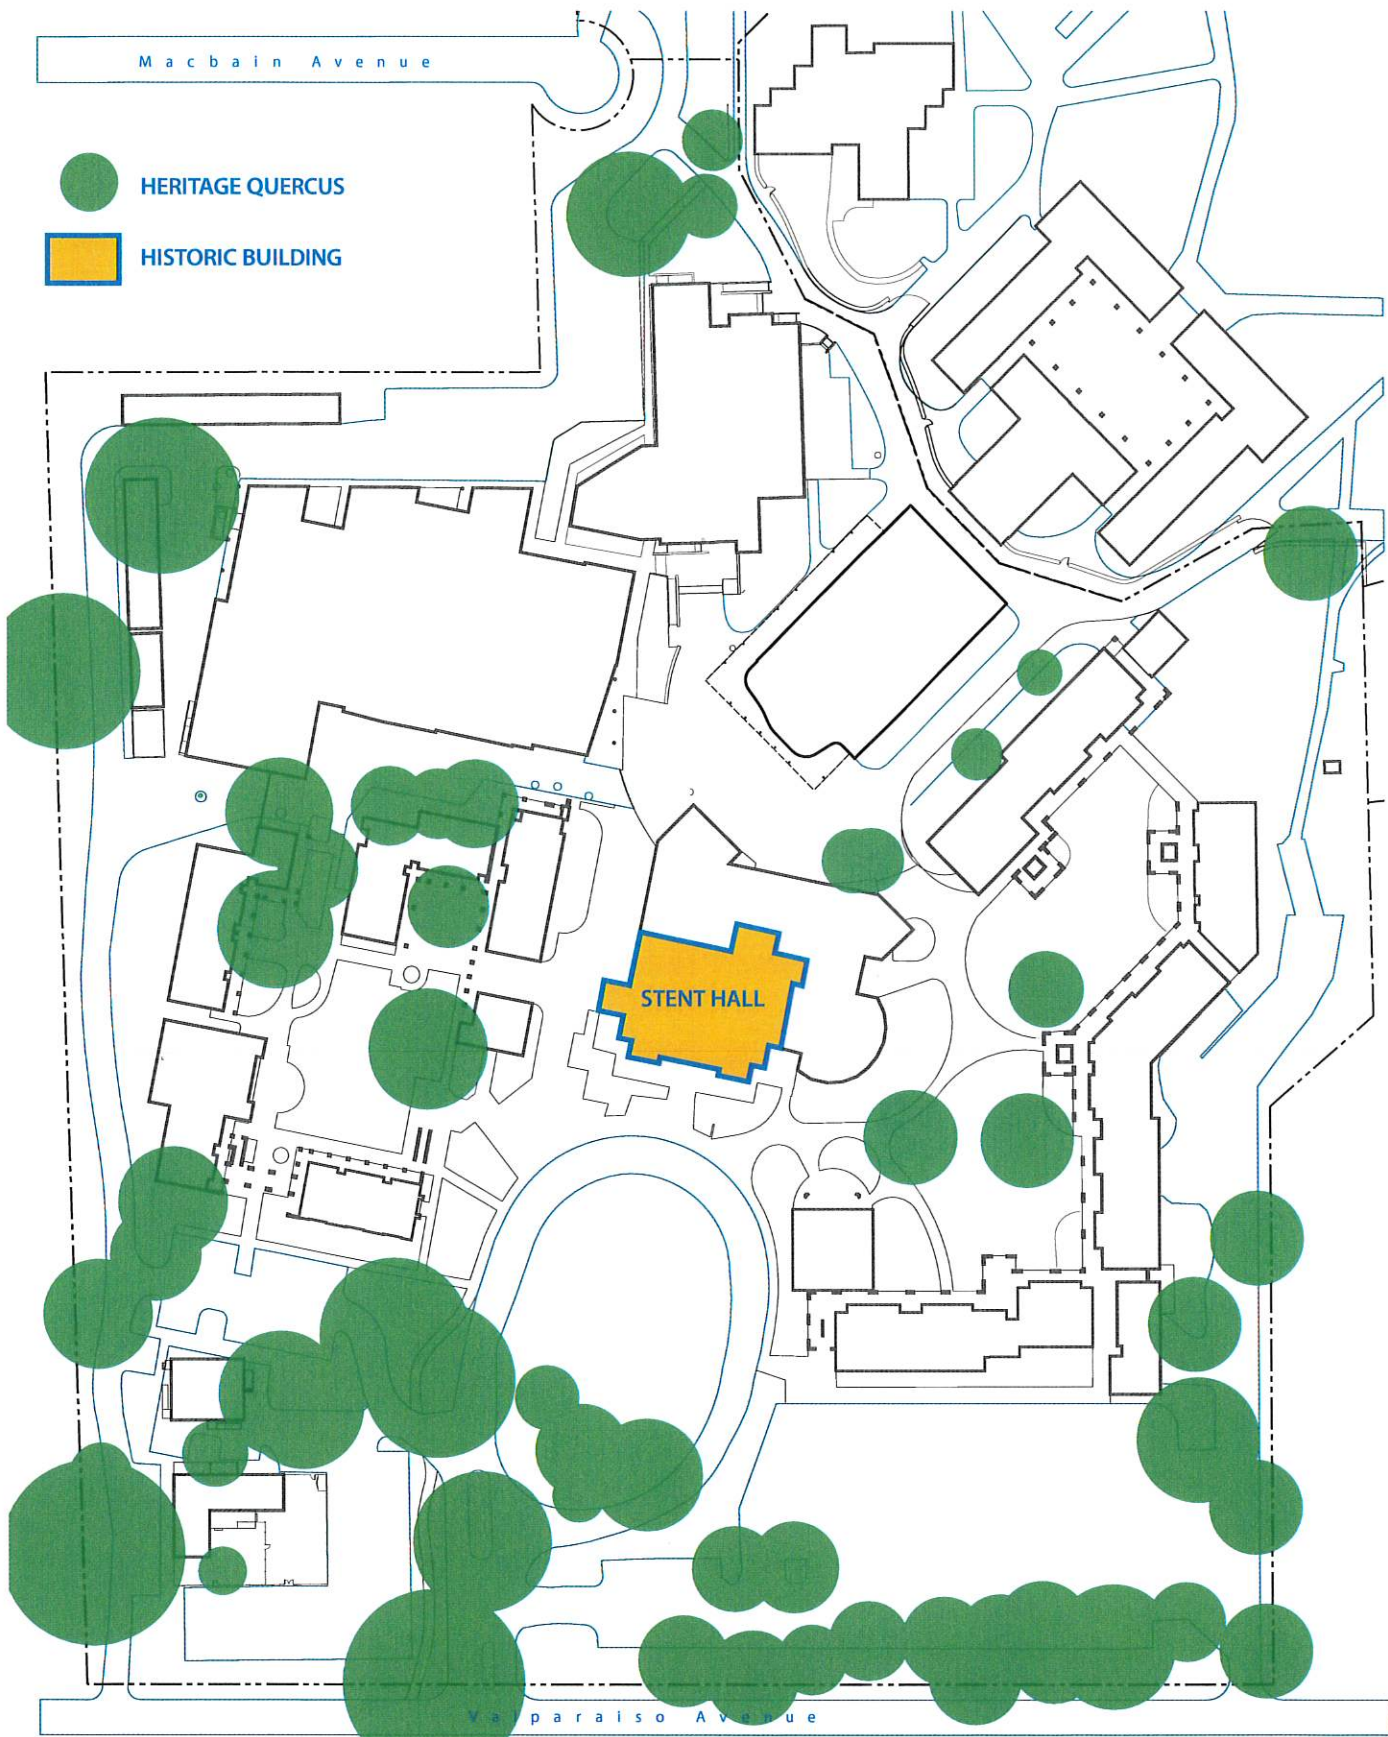 Macbain Avenue
HERITAGE QUERCUS
HISTORIC BUILDING
STENT HALL
Valparaiso Avenue